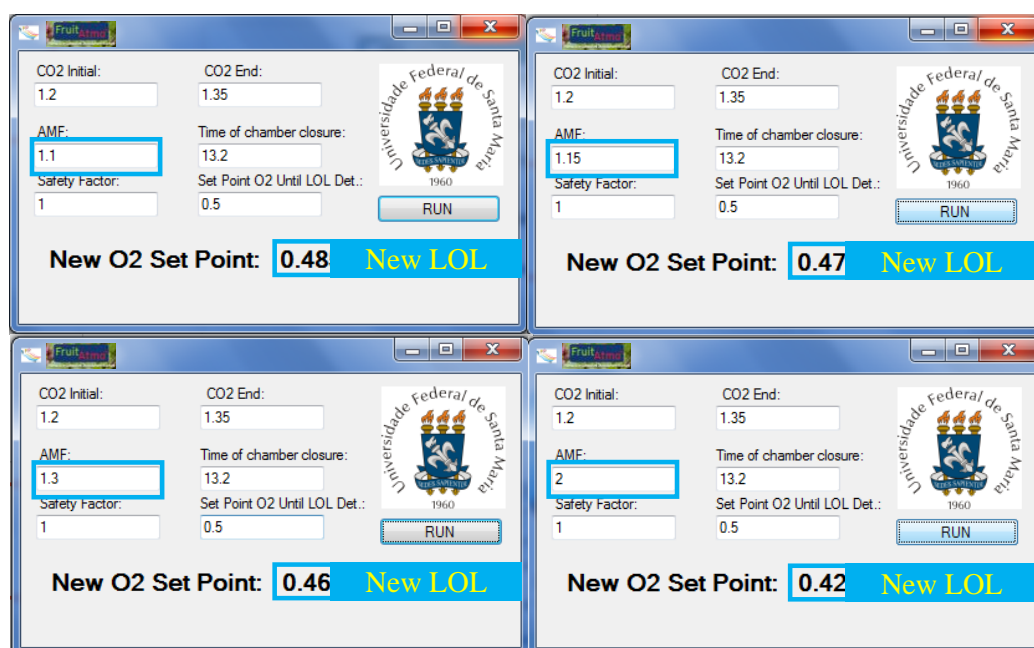 FruitAtmo
CO2 Initial: CO2 End:
1.2 1.35
AMF: Time of chamber closure:
1.1 13.2
Safety Factor: Set Point O2 Until LOL Det.:
1 0.5
Universidade Federal de Santa Maria
SEDES SAPIENTIAE
1960
RUN
New O2 Set Point: 0.48 New LOL
FruitAtmo
CO2 Initial: CO2 End:
1.2 1.35
AMF: Time of chamber closure:
1.15 13.2
Safety Factor: Set Point O2 Until LOL Det.:
1 0.5
Universidade Federal de Santa Maria
SEDES SAPIENTIAE
1960
RUN
New O2 Set Point: 0.47 New LOL
FruitAtmo
CO2 Initial: CO2 End:
1.2 1.35
AMF: Time of chamber closure:
1.3 13.2
Safety Factor: Set Point O2 Until LOL Det.:
1 0.5
Universidade Federal de Santa Maria
SEDES SAPIENTIAE
1960
RUN
New O2 Set Point: 0.46 New LOL
FruitAtmo
CO2 Initial: CO2 End:
1.2 1.35
AMF: Time of chamber closure:
2 13.2
Safety Factor: Set Point O2 Until LOL Det.:
1 0.5
Universidade Federal de Santa Maria
SEDES SAPIENTIAE
1960
RUN
New O2 Set Point: 0.42 New LOL